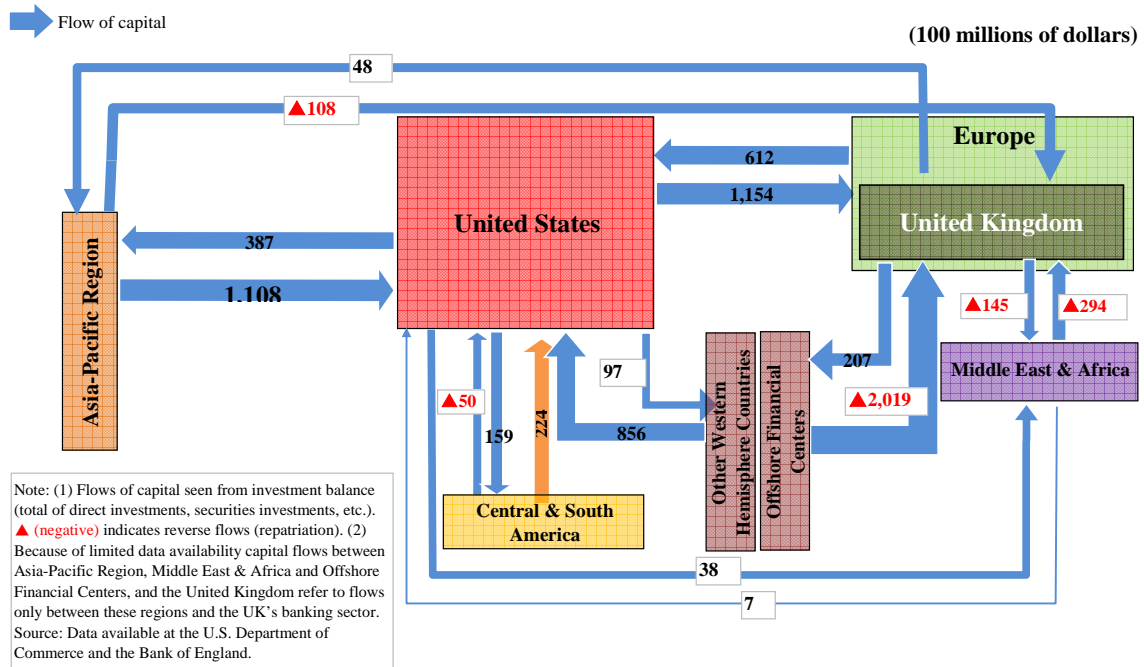 Flow of capital
(100 millions of dollars)
48
▲108
Europe
612
1,154
United States
United Kingdom
387
1,108
Asia-Pacific Region
▲145
▲294
207
Middle East & Africa
97
▲50
▲2,019
159
224
856
Other Western
Hemisphere Countries
Offshore Financial
Centers
Central & South
America
38
7
Note: (1) Flows of capital seen from investment balance
(total of direct investments, securities investments, etc.).
▲ (negative) indicates reverse flows (repatriation). (2)
Because of limited data availability capital flows between
Asia-Pacific Region, Middle East & Africa and Offshore
Financial Centers, and the United Kingdom refer to flows
only between these regions and the UK's banking sector.
Source: Data available at the U.S. Department of
Commerce and the Bank of England.